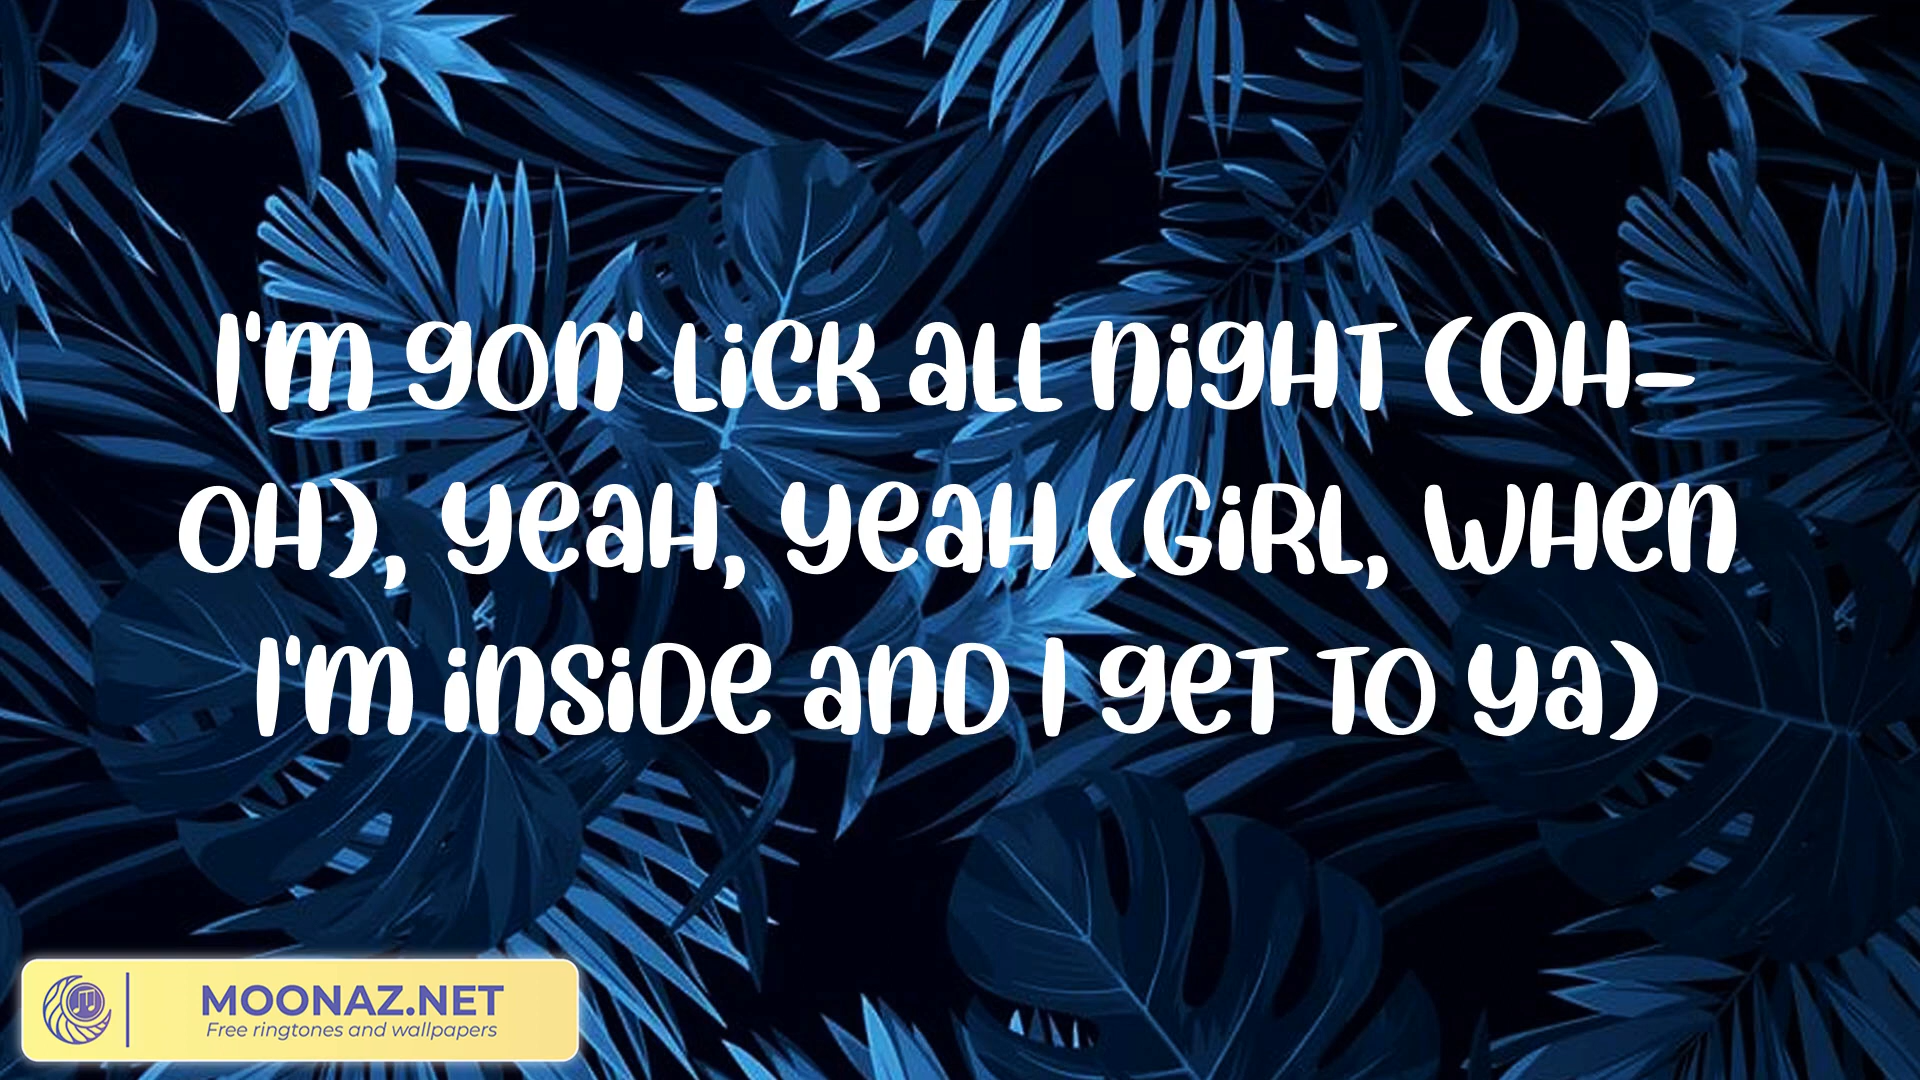 I'm gon' lick all night (oh-
oh), yeah, yeah (Girl, when
I'm inside and I get to ya)
MOONAZ.NET
Free ringtones and wallpapers